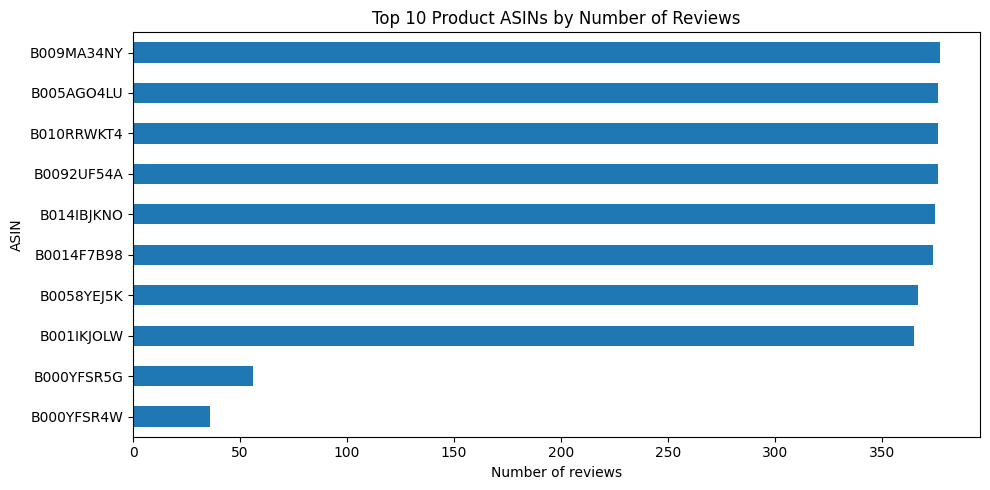 Top 10 Product ASINs by Number of Reviews
ASIN
B009MA34NY
B005AGO4LU
B010RRWKT4
B0092UF54A
B014IBJKNO
B0014F7B98
B0058YEJ5K
B001IKJOLW
B000YFSR5G
B000YFSR4W
0 50 100 150 200 250 300 350
Number of reviews